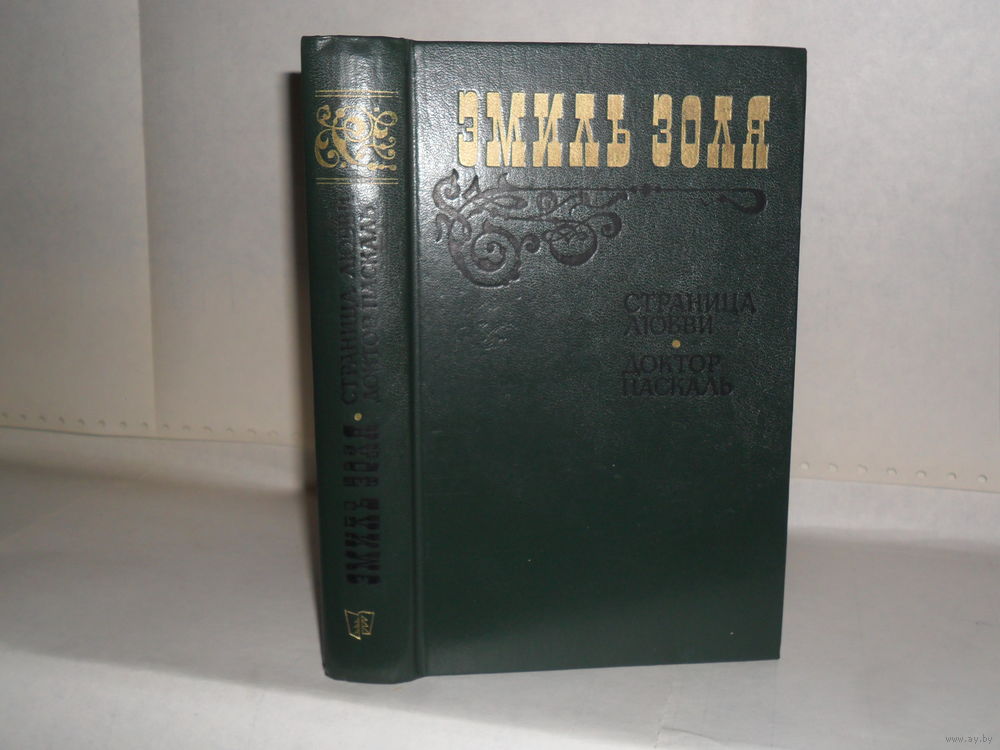 ЭМИЛЬ ЗОЛЯ
СТРАНИЦА
ЛЮБВИ
ДОКТОР
ПАСКАЛЬ
ЭМИЛЬ ЗОЛЯ • СТРАНИЦА ЛЮБВИ
ДОКТОР ПАСКАЛЬ
www.ay.by